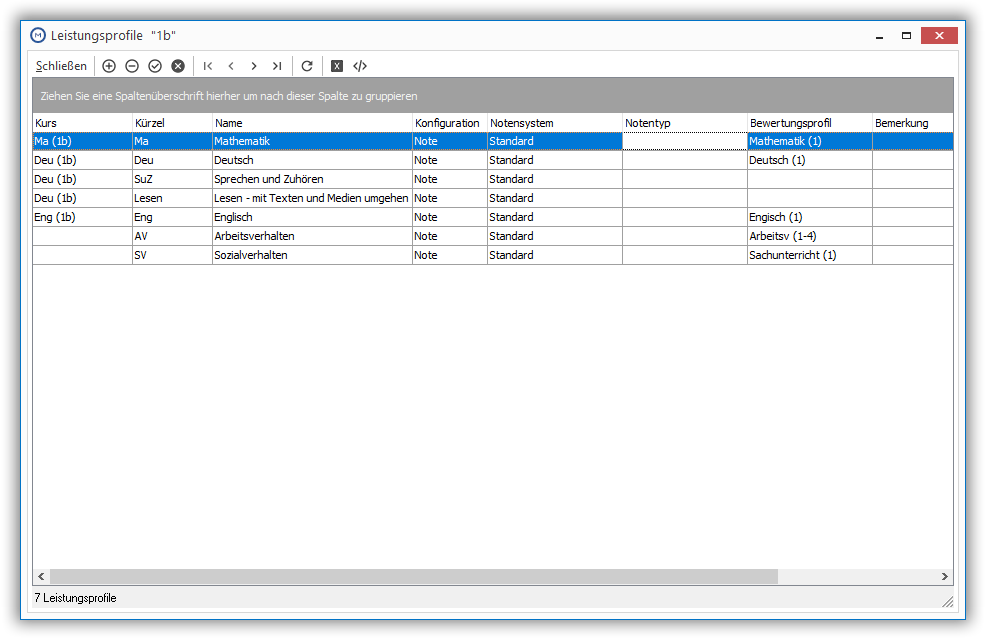 Leistungsprofile "1b"
Schließen
Ziehen Sie eine Spaltenüberschrift hierher um nach dieser Spalte zu gruppieren
Kurs Kürzel Name Konfiguration Notensystem Notentyp Bewertungsprofil Bemerkung
Ma (1b) Ma Mathematik Note Standard Mathematik (1)
Deu (1b) Deu Deutsch Note Standard Deutsch (1)
Deu (1b) SuZ Sprechen und Zuhören Note Standard
Deu (1b) Lesen Lesen - mit Texten und Medien umgehen Note Standard
Eng (1b) Eng Englisch Note Standard Engisch (1)
AV Arbeitsverhalten Note Standard Arbeitsv (1-4)
SV Sozialverhalten Note Standard Sachunterricht (1)
7 Leistungsprofile